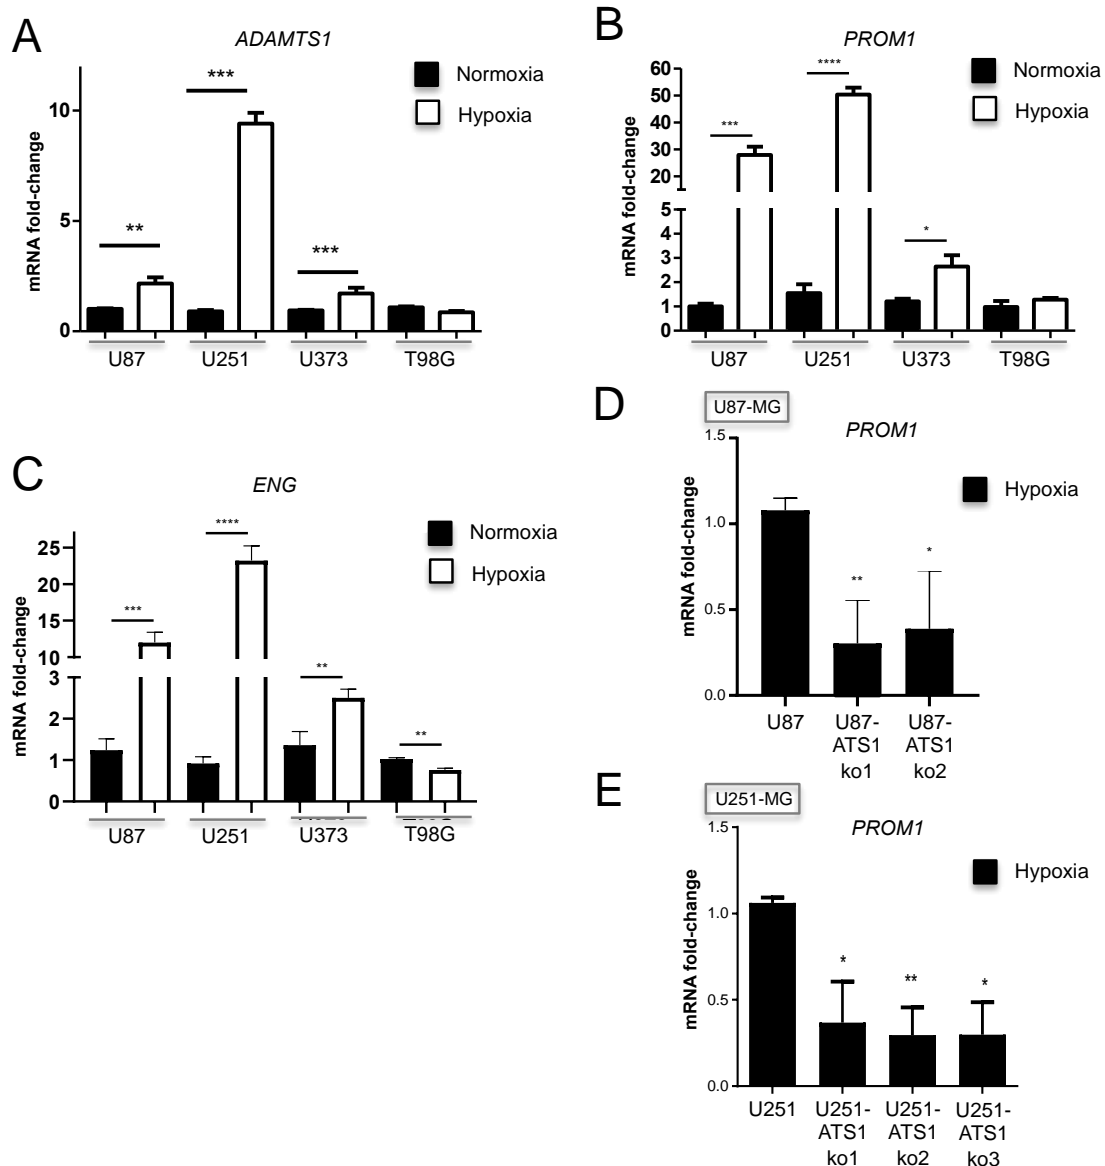 A
ADAMTS1
Normoxia
Hypoxia
mRNA fold-change
10
5
0
**
***
***
U87
U251
U373
T98G
B
PROM1
Normoxia
Hypoxia
mRNA fold-change
60
50
40
30
20
5
4
3
2
1
0
***
****
*
U87
U251
U373
T98G
C
ENG
Normoxia
Hypoxia
mRNA fold-change
25
20
15
10
3
2
1
0
***
****
**
**
U87
U251
U373
T98G
D
U87-MG
PROM1
Hypoxia
mRNA fold-change
1.5
1.0
0.5
0.0
**
*
U87
U87-
ATS1
ko1
U87-
ATS1
ko2
E
U251-MG
PROM1
Hypoxia
mRNA fold-change
1.5
1.0
0.5
0.0
*
**
*
U251
U251-
ATS1
ko1
U251-
ATS1
ko2
U251-
ATS1
ko3